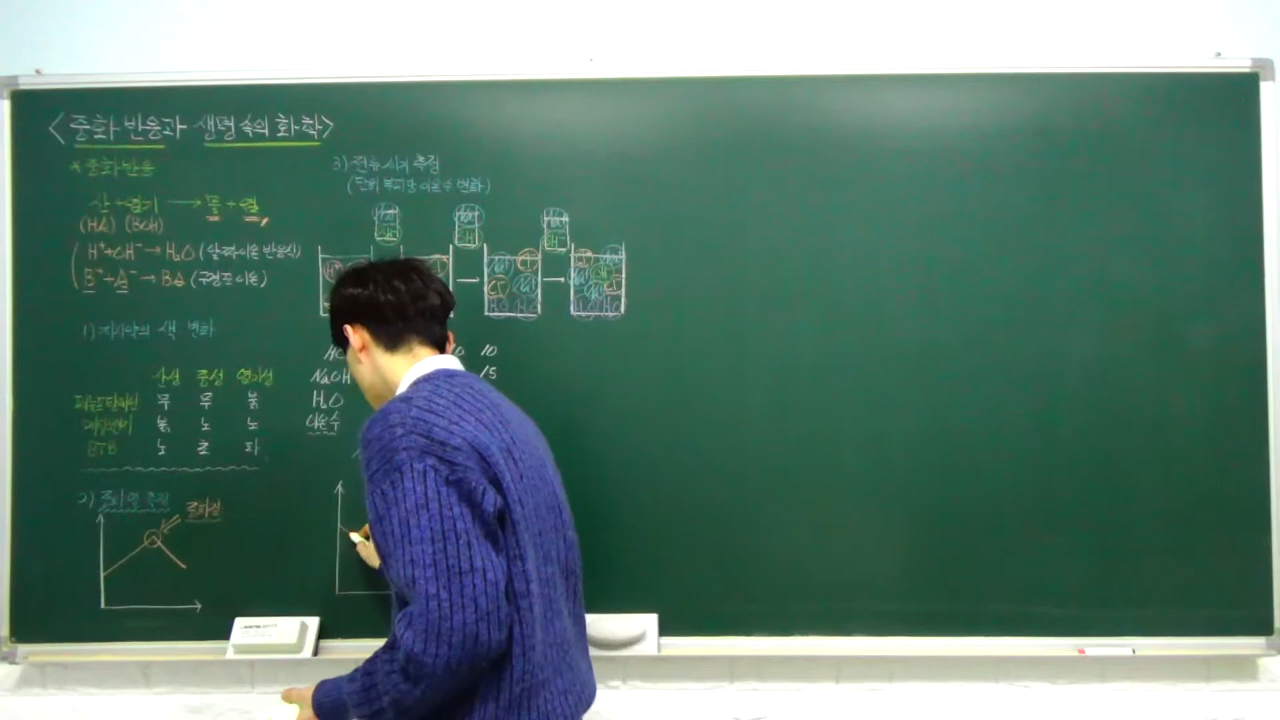 <중화반응과 생명 속의 화학>
* 중화반응
산+염기 → 물+염
(HA) (BOH)
H⁺+OH⁻→H₂O (알짜이온 반응식)
B⁺+A⁻→BA (구경꾼 이온)
1) 지시약의 색 변화
산성 중성 염기성
페놀프탈레인 무 무 붉
메틸오렌지 붉 노 노
BTB 노 초 파
2) 중화열 측정
중화점
3) 전류 세기 측정
(단위 부피당 이온수 변화)
10
NaOH 15
H₂O